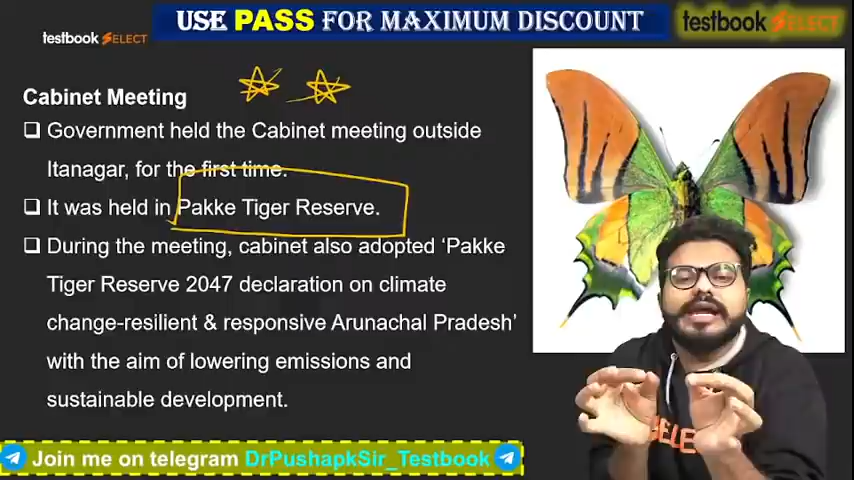 USE PASS FOR MAXIMUM DISCOUNT
testbook SELECT
testbook SELECT
Cabinet Meeting
❑ Government held the Cabinet meeting outside
Itanagar, for the first time.
❑ It was held in Pakke Tiger Reserve.
❑ During the meeting, cabinet also adopted ‘Pakke
Tiger Reserve 2047 declaration on climate
change-resilient & responsive Arunachal Pradesh’
with the aim of lowering emissions and
sustainable development.
SELE
Join me on telegram DrPushapkSir_Testbook